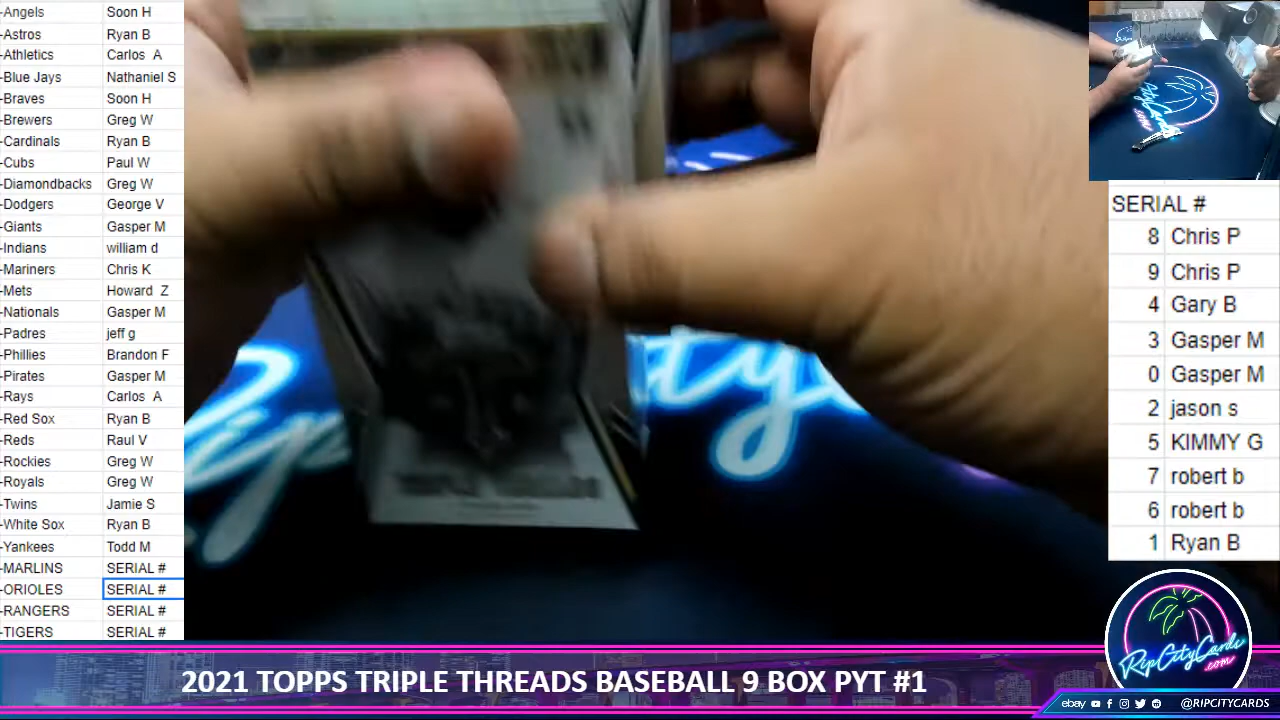 -Angels Soon H
-Astros Ryan B
-Athletics Carlos A
-Blue Jays Nathaniel S
-Braves Soon H
-Brewers Greg W
-Cardinals Ryan B
-Cubs Paul W
-Diamondbacks Greg W
-Dodgers George V
-Giants Gasper M
-Indians william d
-Mariners Chris K
-Mets Howard Z
-Nationals Gasper M
-Padres jeff g
-Phillies Brandon F
-Pirates Gasper M
-Rays Carlos A
-Red Sox Ryan B
-Reds Raul V
-Rockies Greg W
-Royals Greg W
-Twins Jamie S
-White Sox Ryan B
-Yankees Todd M
-MARLINS SERIAL #
-ORIOLES SERIAL #
-RANGERS SERIAL #
-TIGERS SERIAL #
SERIAL #
8 Chris P
9 Chris P
4 Gary B
3 Gasper M
0 Gasper M
2 jason s
5 KIMMY G
7 robert b
6 robert b
1 Ryan B
RipCityCards
.com
2021 TOPPS TRIPLE THREADS BASEBALL 9 BOX PYT #1
ebay @RIPCITYCARDS